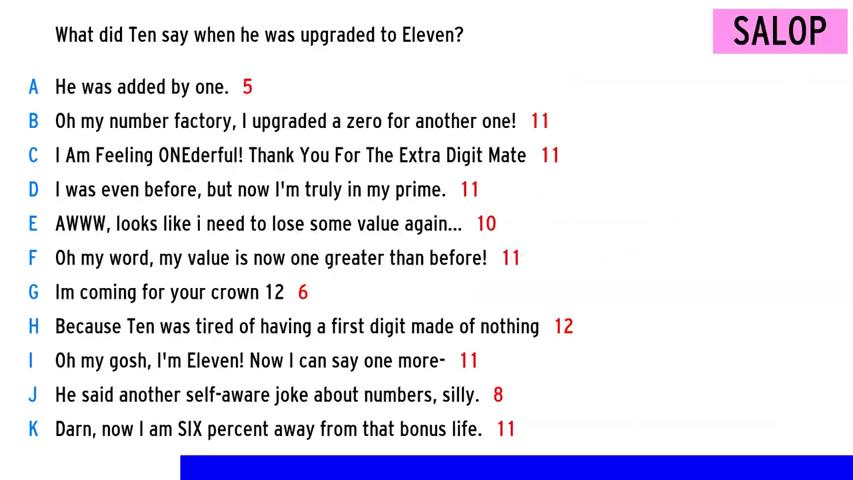 What did Ten say when he was upgraded to Eleven?
SALOP
A He was added by one. 5
B Oh my number factory, I upgraded a zero for another one! 11
C I Am Feeling ONEderful! Thank You For The Extra Digit Mate 11
D I was even before, but now I'm truly in my prime. 11
E AWWW, looks like i need to lose some value again... 10
F Oh my word, my value is now one greater than before! 11
G Im coming for your crown 12 6
H Because Ten was tired of having a first digit made of nothing 12
I Oh my gosh, I'm Eleven! Now I can say one more- 11
J He said another self-aware joke about numbers, silly. 8
K Darn, now I am SIX percent away from that bonus life. 11